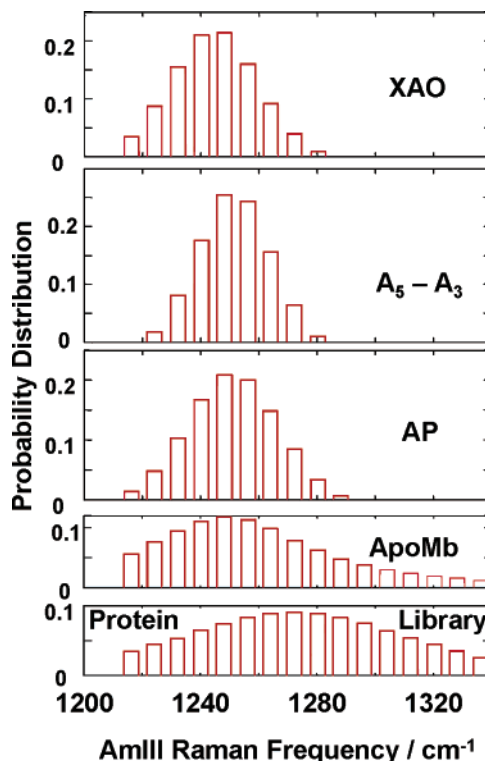 0.2
XAO
0.1
0
0.2
A₅ – A₃
0.1
0
Probability Distribution
0.2
AP
0.1
0
0.1
ApoMb
0
0.1
Protein Library
0
1200 1240 1280 1320
AmIII Raman Frequency / cm⁻¹